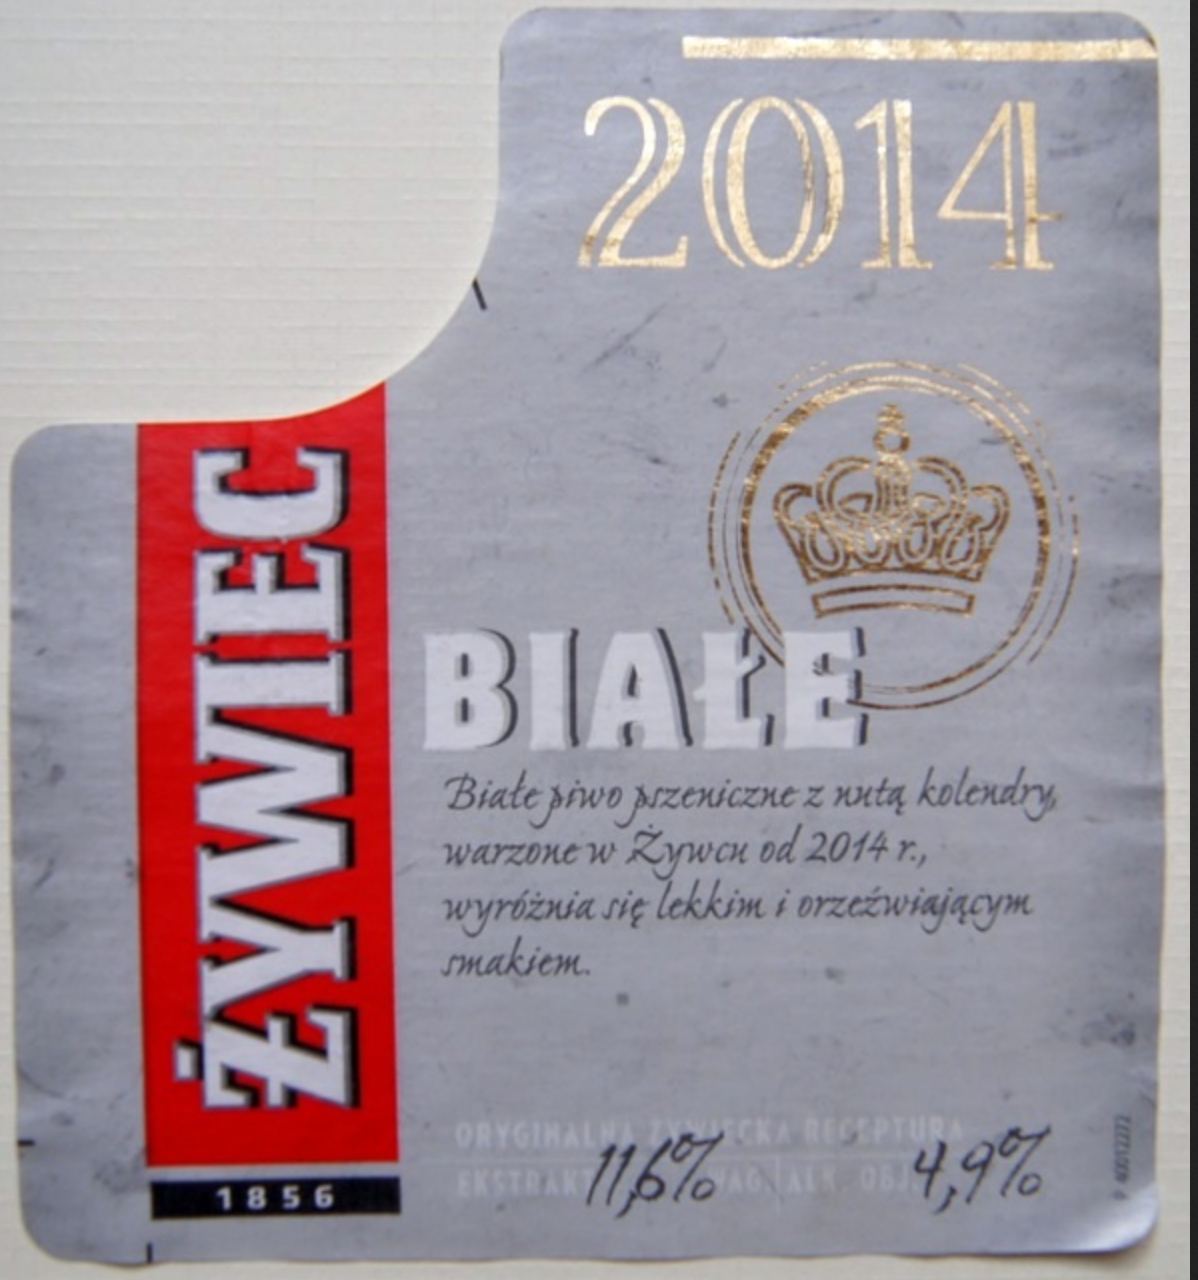 2014
ŻYWIEC
BIAŁE
Białe piwo pszeniczne z nutą kolendry,
warzone w Żywcu od 2014 r.,
wyróżnia się lekkim i orzeźwiającym
smakiem.
ORYGINALNA ŻYWIECKA RECEPTURA
EKSTRAKT 11,6% WAG. ALK. OBJ. 4,9%
1856